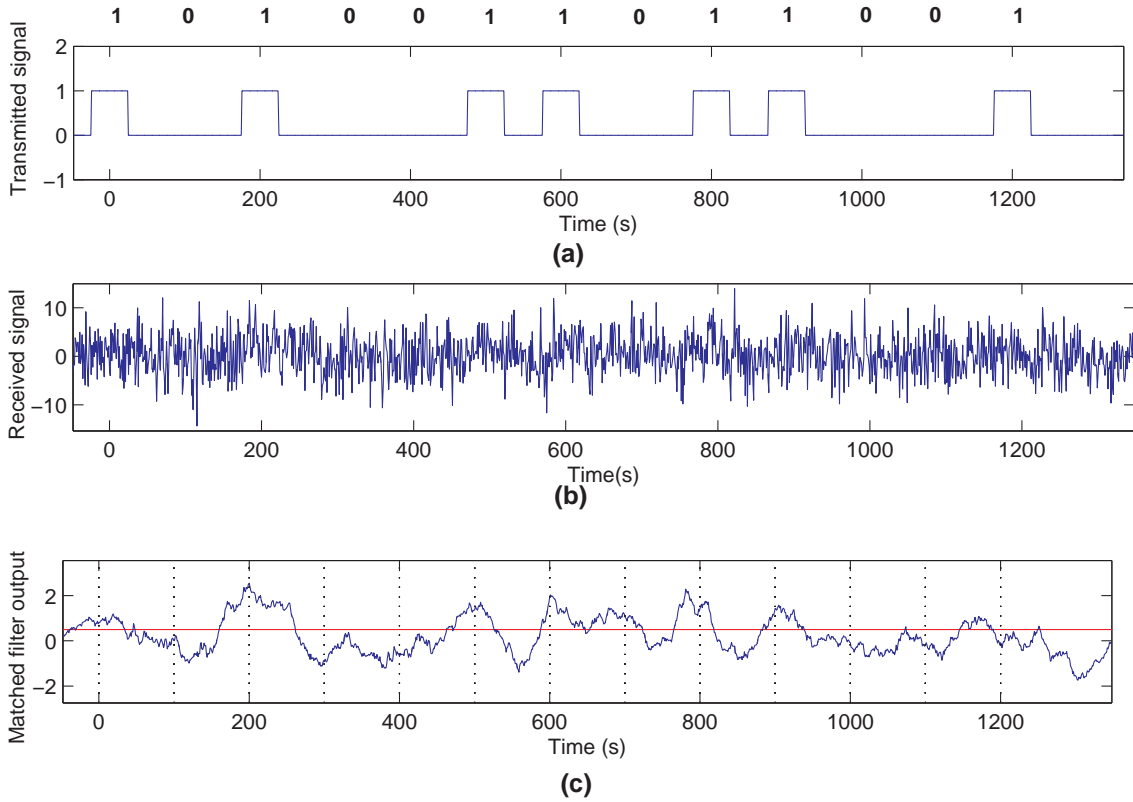 1 0 1 0 0 1 1 0 1 1 0 0 1
Transmitted signal
2
1
0
−1
0 200 400 600 800 1000 1200
Time (s)
(a)
Received signal
10
0
−10
0 200 400 600 800 1000 1200
Time(s)
(b)
Matched filter output
2
0
−2
0 200 400 600 800 1000 1200
Time (s)
(c)